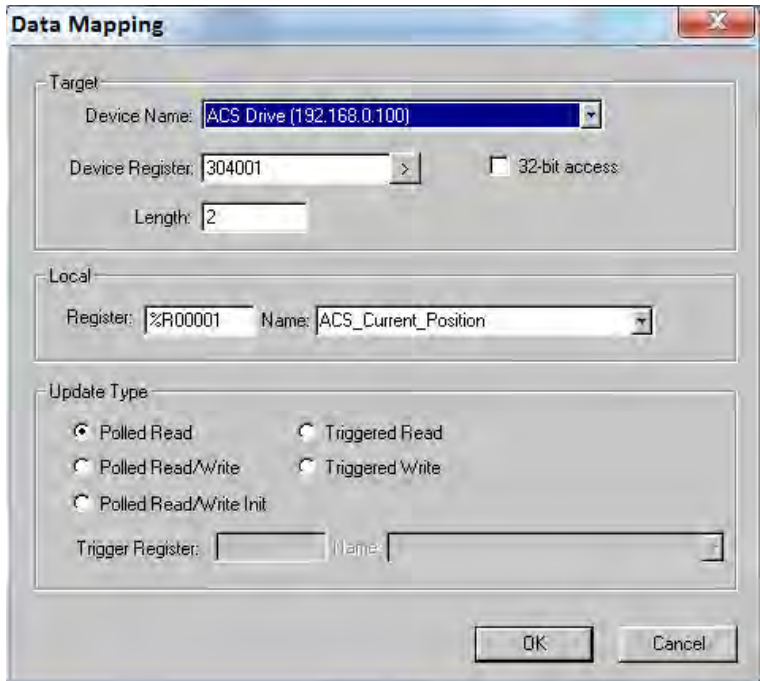 Data Mapping
Target
Device Name: ACS Drive (192.168.0.100)
Device Register: 304001 > 32-bit access
Length: 2
Local
Register: %R00001 Name: ACS_Current_Position
Update Type
Polled Read Triggered Read
Polled Read/Write Triggered Write
Polled Read/Write Init
Trigger Register: Name:
OK Cancel